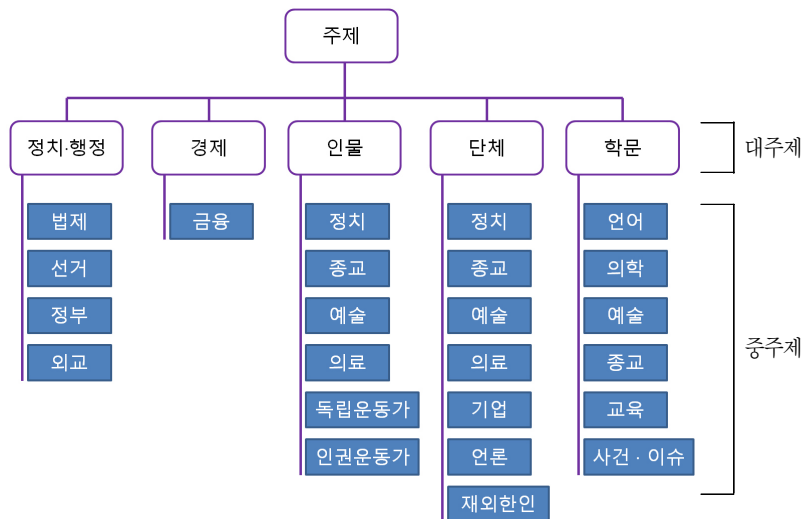 주제
정치·행정
경제
인물
단체
학문
대주제
법제
선거
정부
외교
금융
정치
종교
예술
의료
독립운동가
인권운동가
정치
종교
예술
의료
기업
언론
재외한인
언어
의학
예술
종교
교육
사건 · 이슈
중주제